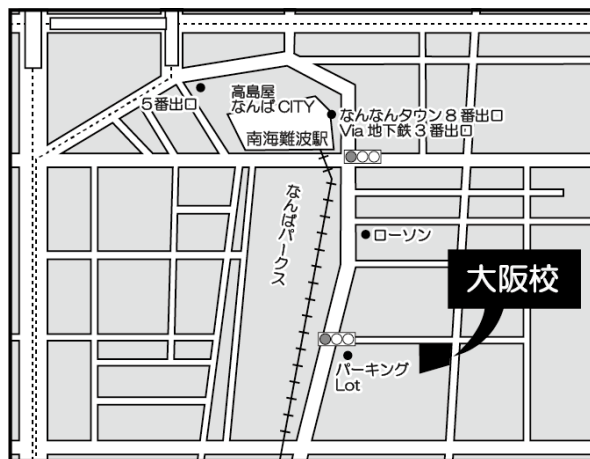 高島屋
なんばCITY
5番出口
南海難波駅
なんなんタウン8番出口
Via 地下鉄3番出口
なんばパークス
ローソン
大阪校
パーキング
Lot